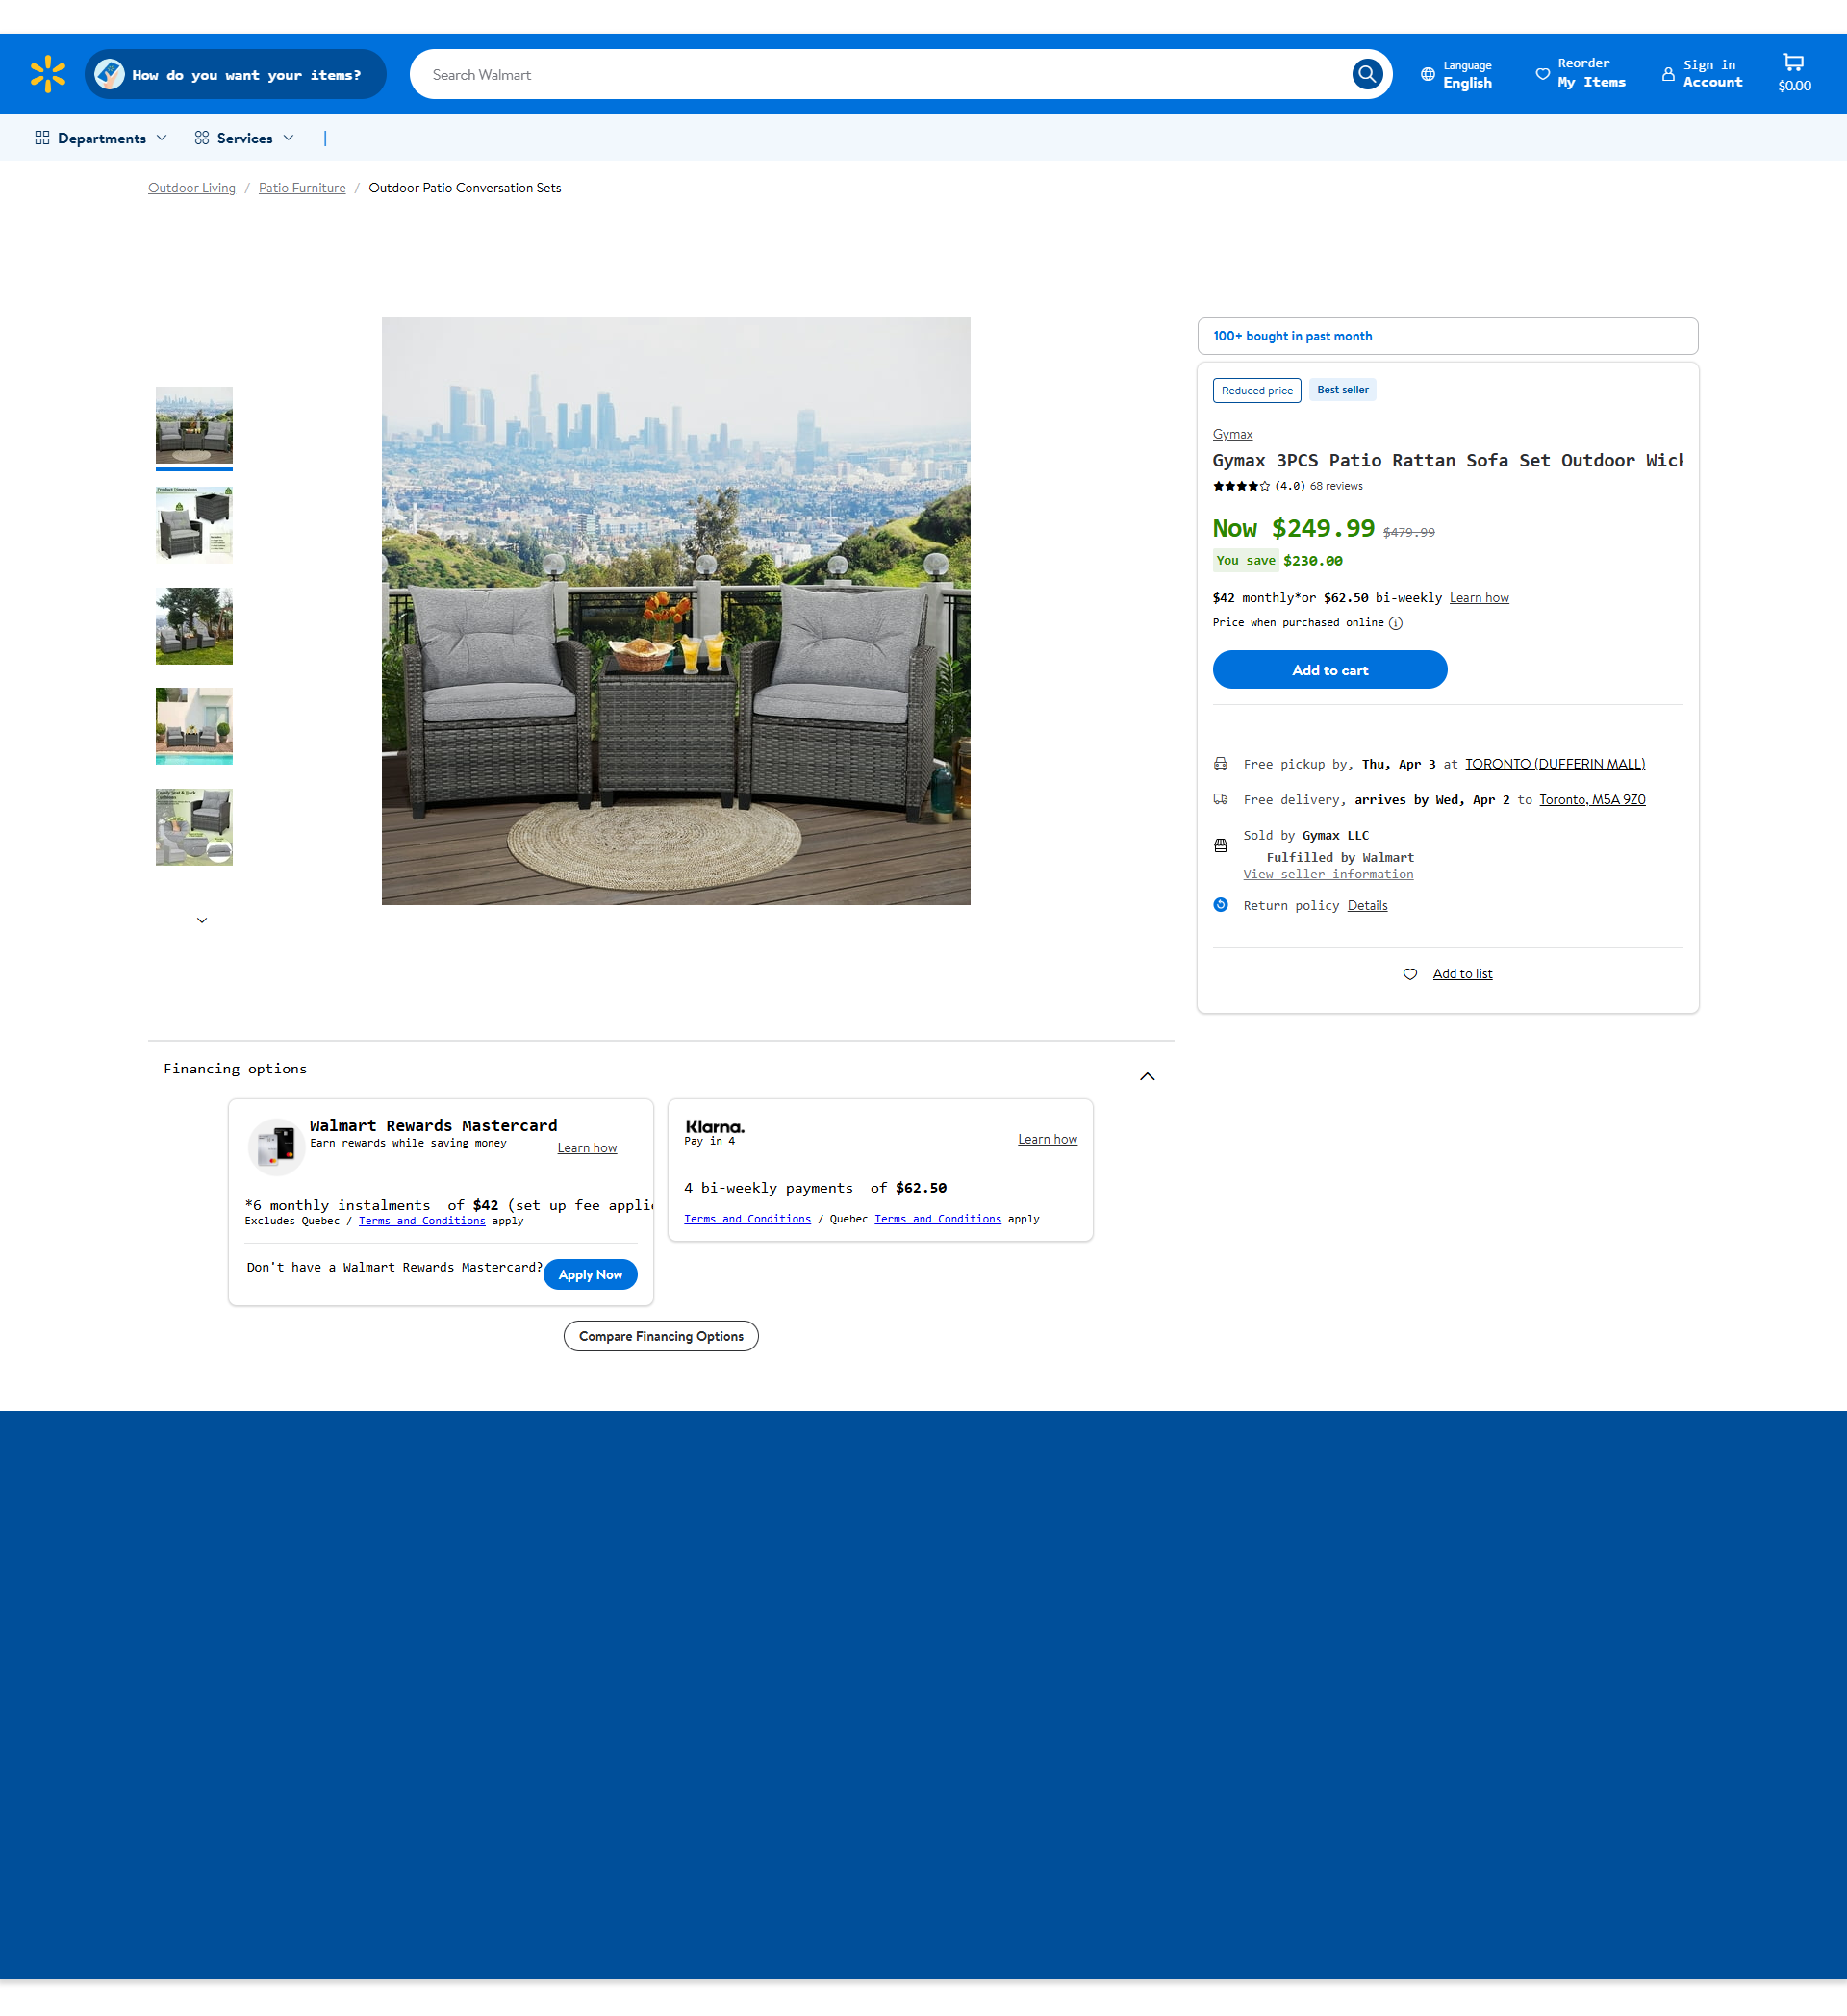 How do you want your items?
Search Walmart
Language
English
Reorder
My Items
Sign in
Account
$0.00
Departments
Services
Outdoor Living / Patio Furniture / Outdoor Patio Conversation Sets
100+ bought in past month
Reduced price
Best seller
Gymax
Gymax 3PCS Patio Rattan Sofa Set Outdoor
(4.0) 68 reviews
Now $249.99 $479.99
You save $230.00
$42 monthly*or $62.50 bi-weekly Learn how
Price when purchased online
Add to cart
Free pickup by, Thu, Apr 3 at TORONTO (DUFFERIN MALL)
Free delivery, arrives by Wed, Apr 2 to Toronto, M5A 9Z0
Sold by Gymax LLC
Fulfilled by Walmart
View seller information
Return policy Details
Add to list
Financing options
Walmart Rewards Mastercard
Earn rewards while saving money
Learn how
*6 monthly instalments of $42 (set up fee
Excludes Quebec / Terms and Conditions apply
Don't have a Walmart Rewards Mastercard?
Apply Now
Klarna.
Pay in 4
Learn how
4 bi-weekly payments of $62.50
Terms and Conditions / Quebec Terms and Conditions apply
Compare Financing Options